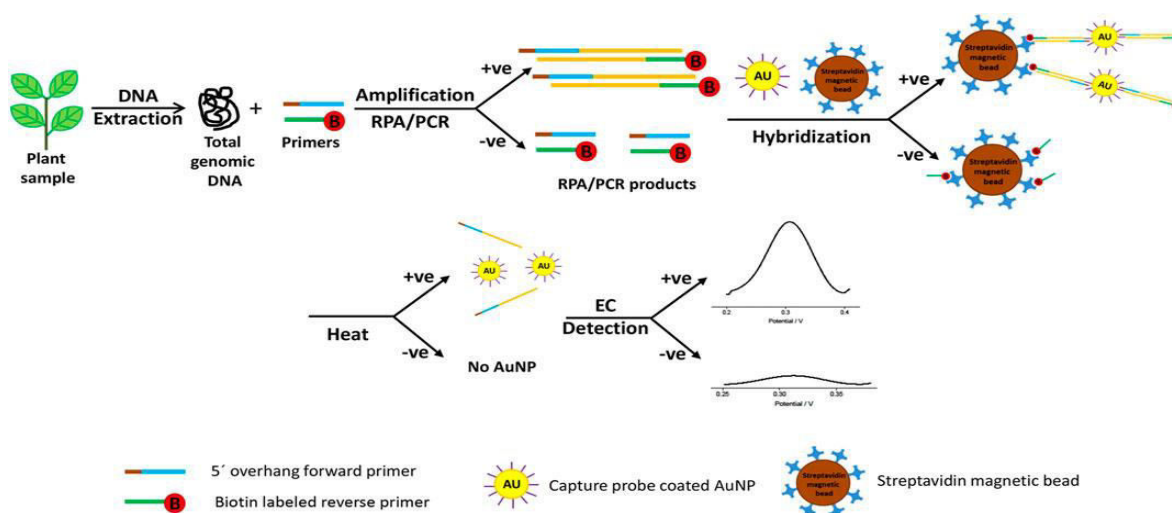 Plant
sample
DNA
Extraction
Total
genomic
DNA
+
B
Primers
Amplification
RPA/PCR
+ve
-ve
B
B
B
B
RPA/PCR products
AU
Streptavidin
magnetic
bead
Hybridization
+ve
-ve
Streptavidin
magnetic
bead
AU
AU
Streptavidin
magnetic
bead
Heat
+ve
-ve
AU
AU
No AuNP
EC
Detection
+ve
-ve
0.2 0.3 0.4
Potential / V
0.25 0.30 0.35
Potential / V
5´ overhang forward primer
B
Biotin labeled reverse primer
AU
Capture probe coated AuNP
Streptavidin
magnetic
bead
Streptavidin magnetic bead